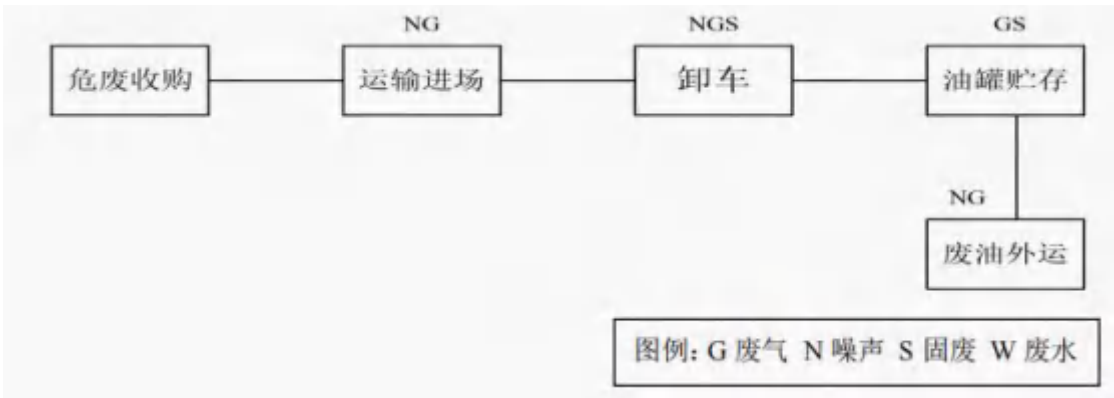 NG
NGS
GS
危废收购
运输进场
卸车
油罐贮存
NG
废油外运
图例: G 废气 N 噪声 S 固废 W 废水